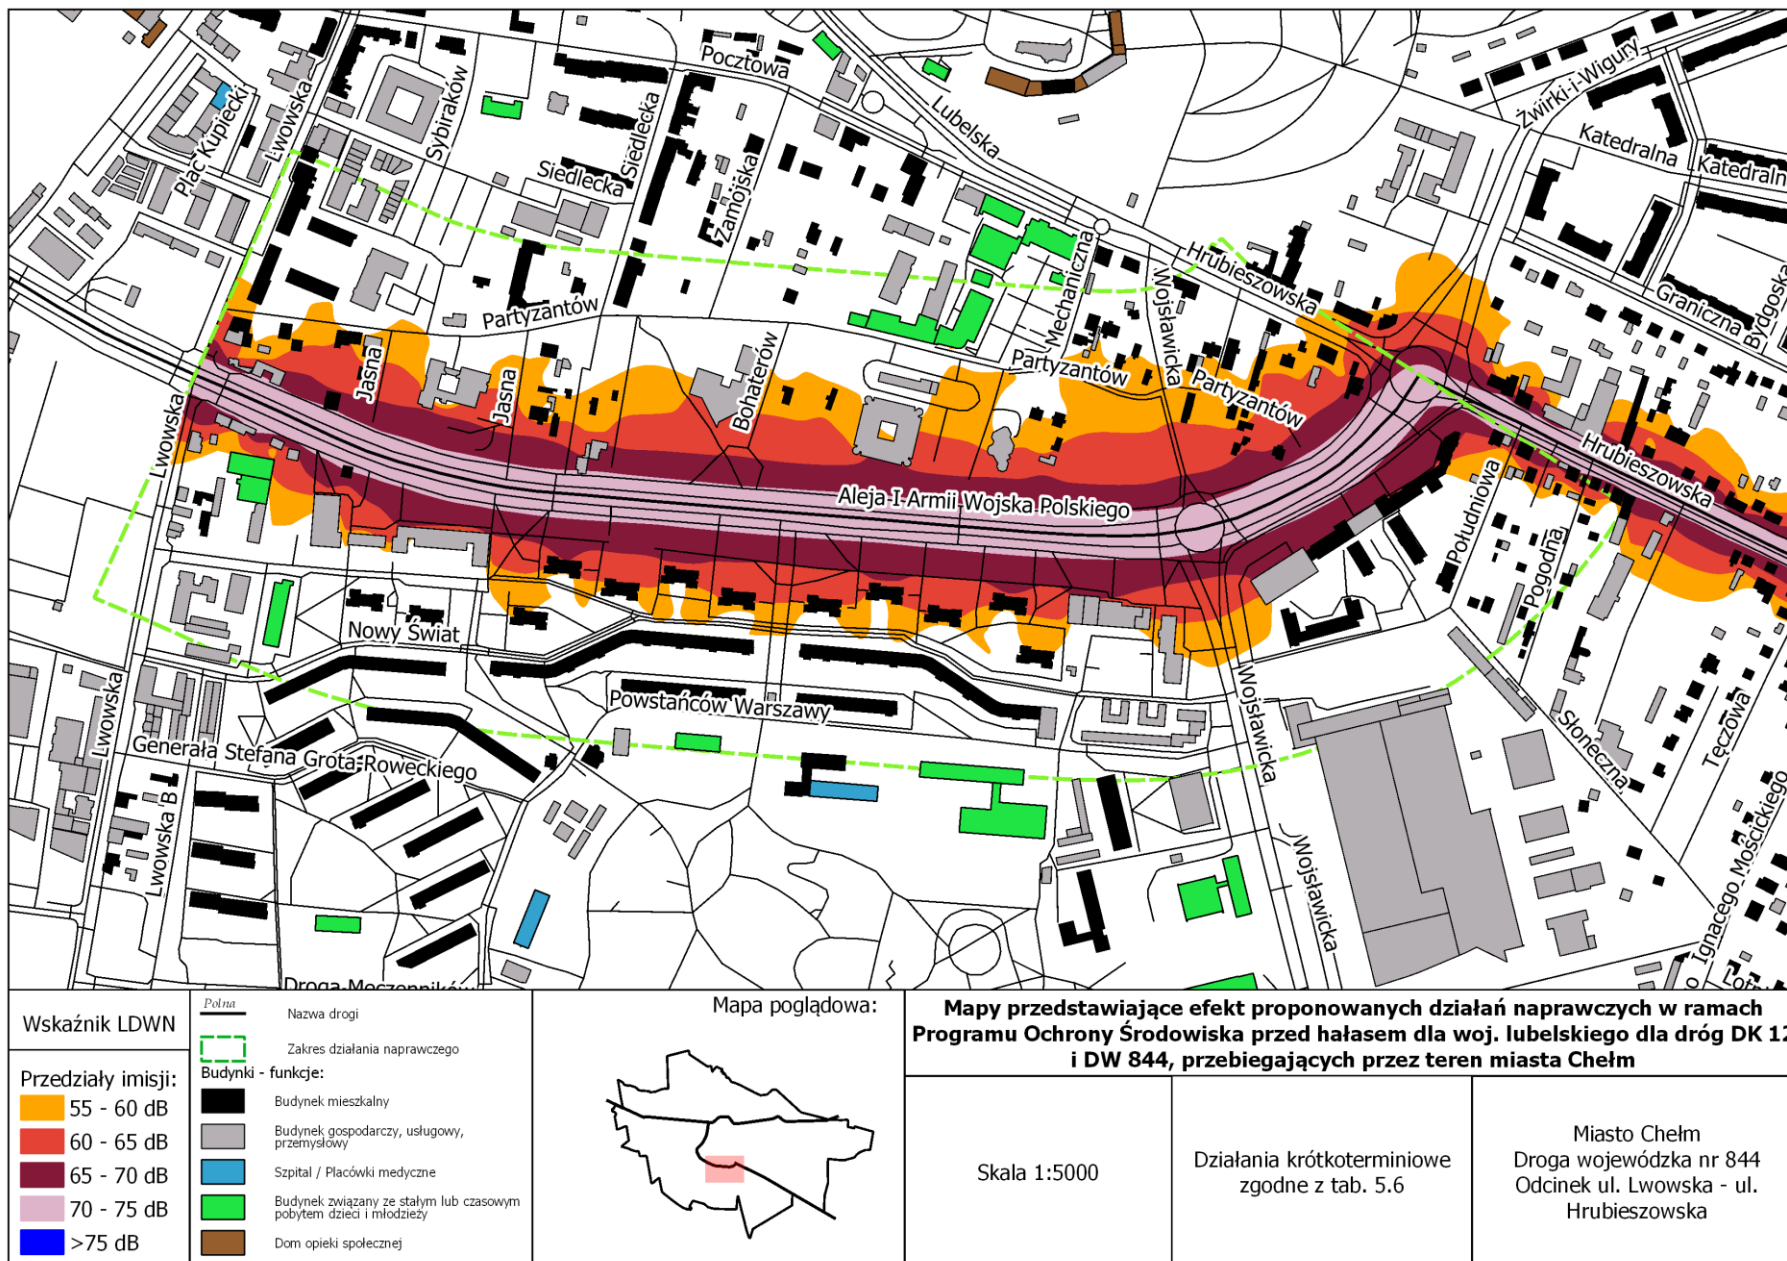 Pocztowa
Lubelska
Żwirki-i-Wigury
Katedralna
Katedraln
Plac Kupiecki
Lwowska
Sybiraków
Siedlecka
Siedlecka
Zamojska
Mechaniczna
Wojsławicka
Hrubieszowska
Graniczna
Bydgoska
Partyzantów
Jasna
Jasna
Bohaterów
Partyzantów
Partyzantów
Lwowska
Aleja I Armii Wojska Polskiego
Hrubieszowska
Południowa
Pogodna
Nowy Świat
Powstańców Warszawy
Wojsławicka
Słoneczna
Tęczowa
Lwowska
Generała Stefana Grota-Roweckiego
Lwowska B
Wojsławicka
Ignacego Mościckiego
Wskaźnik LDWN
Przedziały imisji:
55 - 60 dB
60 - 65 dB
65 - 70 dB
70 - 75 dB
>75 dB
Polna
Nazwa drogi
Zakres działania naprawczego
Budynki - funkcje:
Budynek mieszkalny
Budynek gospodarczy, usługowy,
przemysłowy
Szpital / Placówki medyczne
Budynek związany ze stałym lub czasowym
pobytem dzieci i młodzieży
Dom opieki społecznej
Mapa poglądowa:
Mapy przedstawiające efekt proponowanych działań naprawczych w ramach
Programu Ochrony Środowiska przed hałasem dla woj. lubelskiego dla dróg DK 12
i DW 844, przebiegających przez teren miasta Chełm
Skala 1:5000
Działania krótkoterminiowe
zgodne z tab. 5.6
Miasto Chełm
Droga wojewódzka nr 844
Odcinek ul. Lwowska - ul.
Hrubieszowska